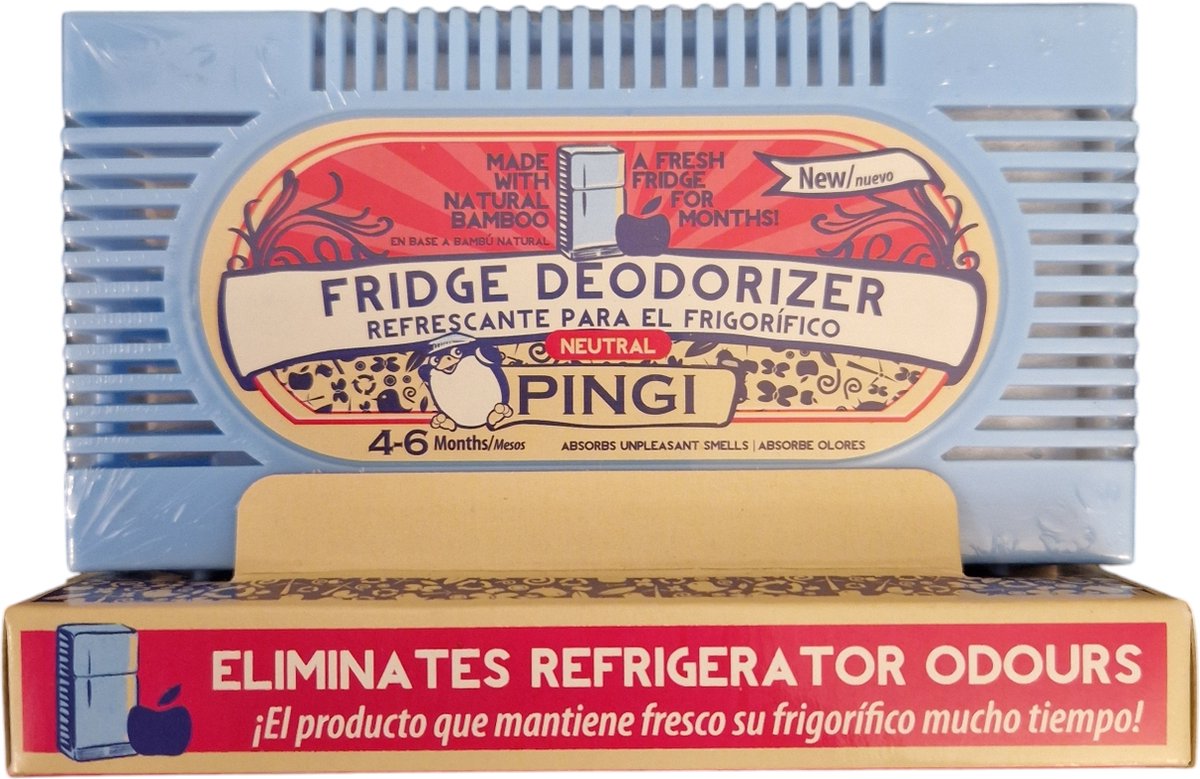 MADE
WITH
NATURAL
BAMBOO
EN BASE A BAMBÚ NATURAL
A FRESH
FRIDGE
FOR
MONTHS!
New/nuevo
FRIDGE DEODORIZER
REFRESCANTE PARA EL FRIGORÍFICO
NEUTRAL
PINGI
4-6 Months/Mesos
ABSORBS UNPLEASANT SMELLS | ABSORBE OLORES
ELIMINATES REFRIGERATOR ODOURS
¡El producto que mantiene fresco su frigorífico mucho tiempo!